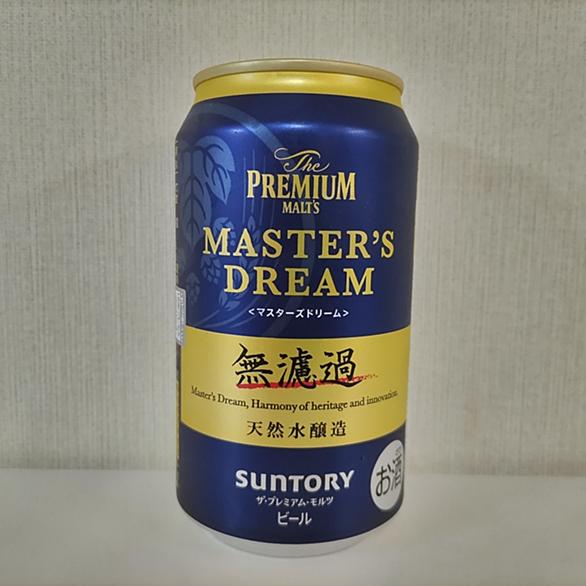 The
PREMIUM
MALT'S
MASTER'S
DREAM
<マスターズドリーム>
無濾過
Master's Dream, Harmony of heritage and innovation.
天然水醸造
SUNTORY
お酒
ザ・プレミアム・モルツ
ビール